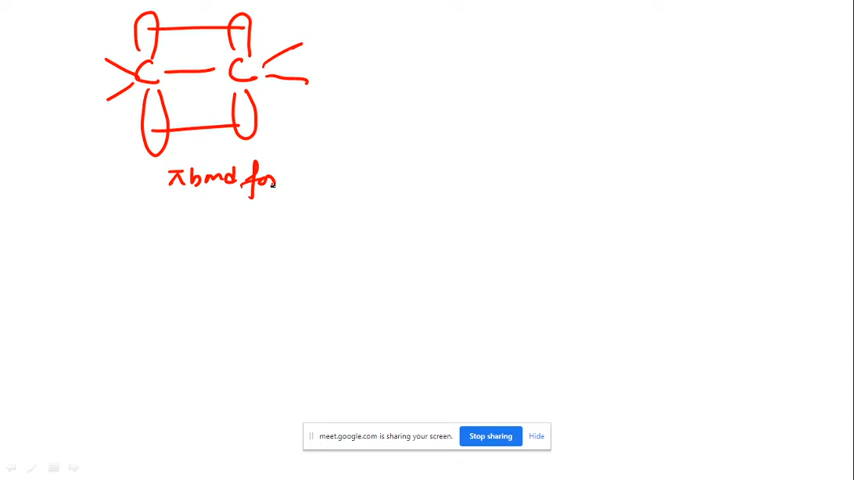 C C
π bond for
meet.google.com is sharing your screen. Stop sharing Hide